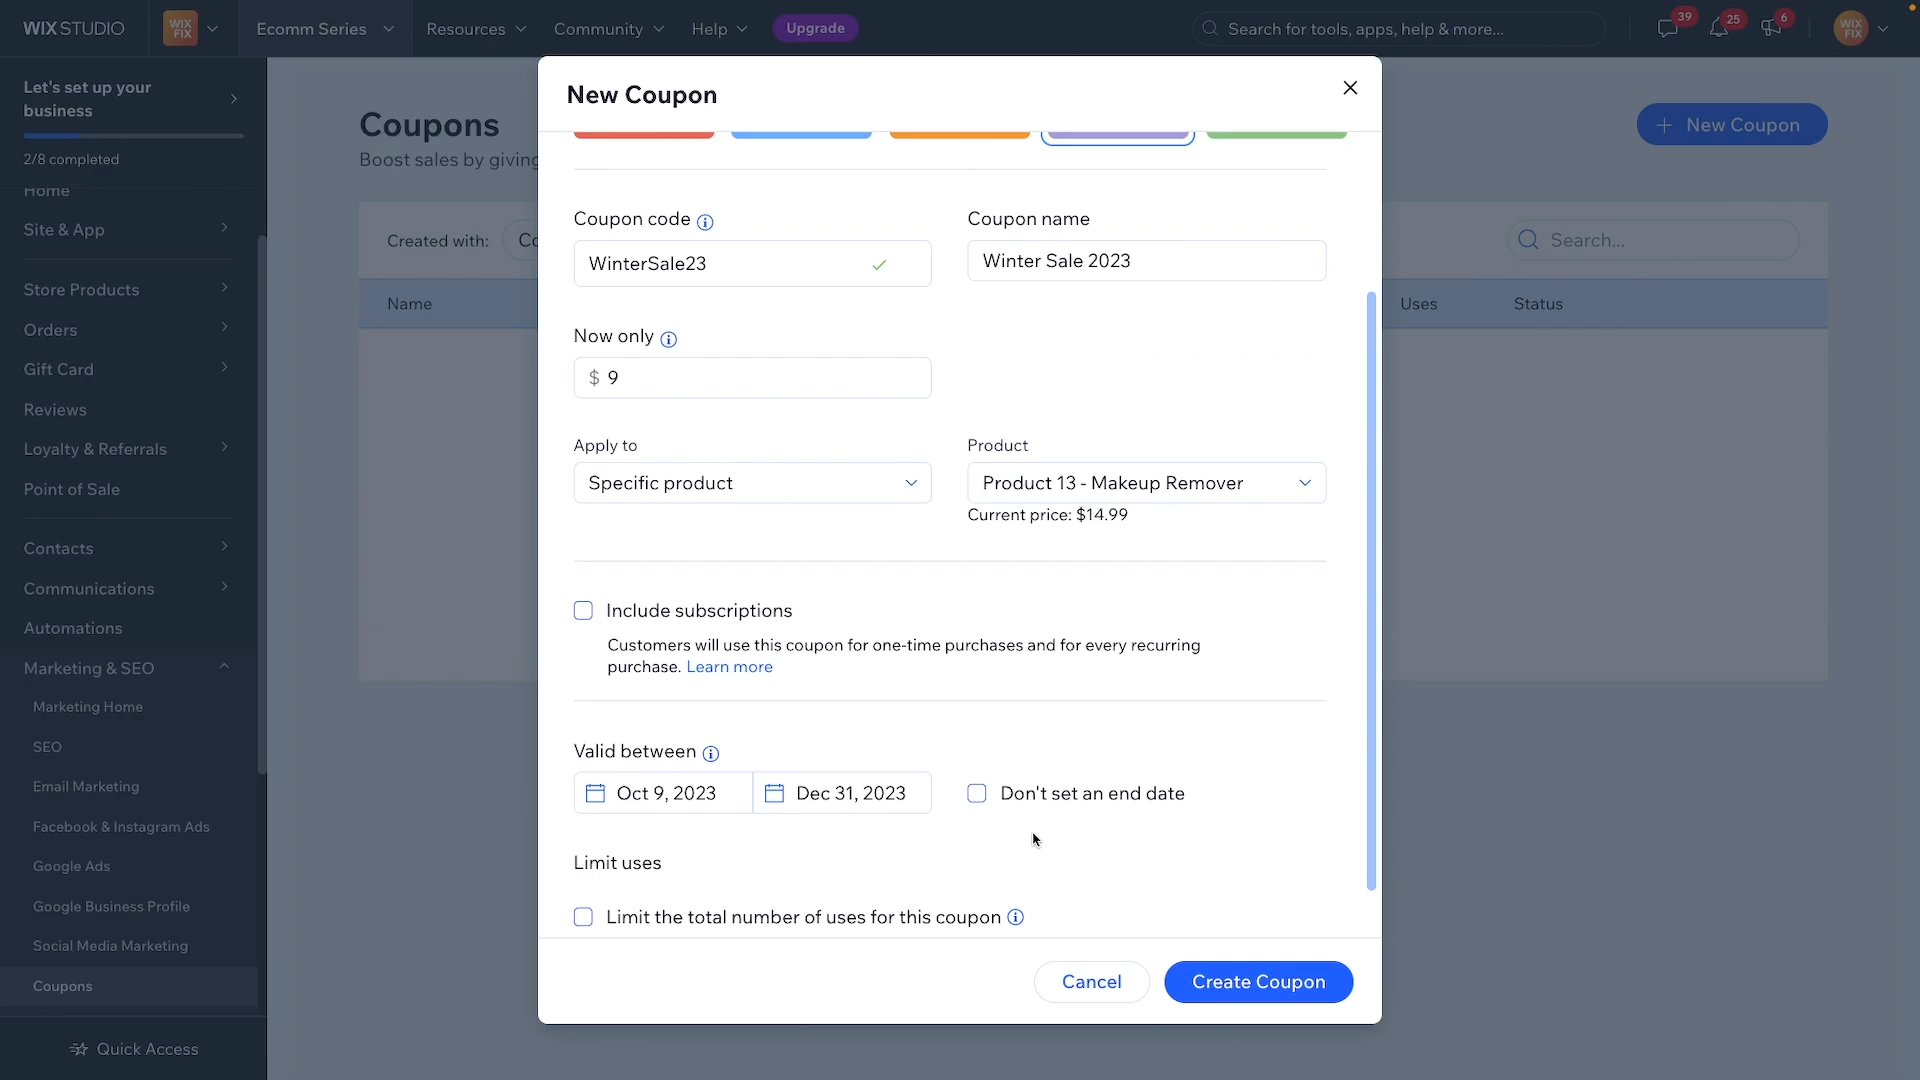 WIX STUDIO
WIX FIX
Ecomm Series
Resources
Community
Help
Upgrade
Search for tools, apps, help & more...
39
25
6
WIX FIX
Let's set up your
business
2/8 completed
Home
Site & App
Store Products
Orders
Gift Card
Reviews
Loyalty & Referrals
Point of Sale
Contacts
Communications
Automations
Marketing & SEO
Marketing Home
SEO
Email Marketing
Facebook & Instagram Ads
Google Ads
Google Business Profile
Social Media Marketing
Coupons
Quick Access
Coupons
Boost sales by giving
+ New Coupon
Created with:
Co
Search...
Name
Uses
Status
New Coupon
Coupon code
Coupon name
WinterSale23
Winter Sale 2023
Now only
$ 9
Apply to
Product
Specific product
Product 13 - Makeup Remover
Current price: $14.99
Include subscriptions
Customers will use this coupon for one-time purchases and for every recurring
purchase. Learn more
Valid between
Oct 9, 2023
Dec 31, 2023
Don't set an end date
Limit uses
Limit the total number of uses for this coupon
Cancel
Create Coupon